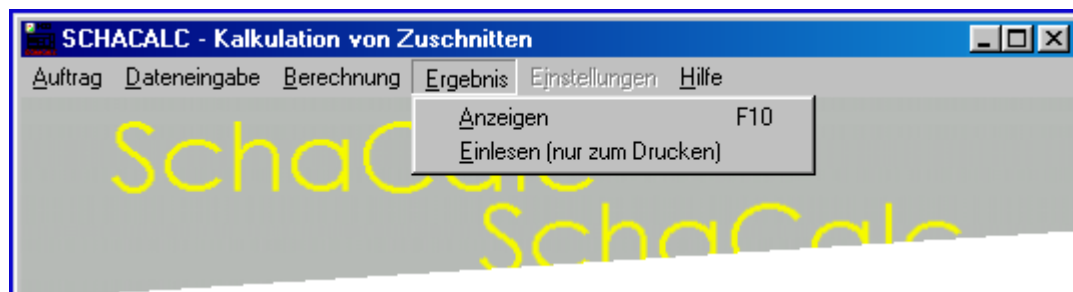 SCHACALC - Kalkulation von Zuschnitten
Auftrag Dateneingabe Berechnung Ergebnis Einstellungen Hilfe
Anzeigen F10
Einlesen (nur zum Drucken)
SchaCalc
SchaCalc